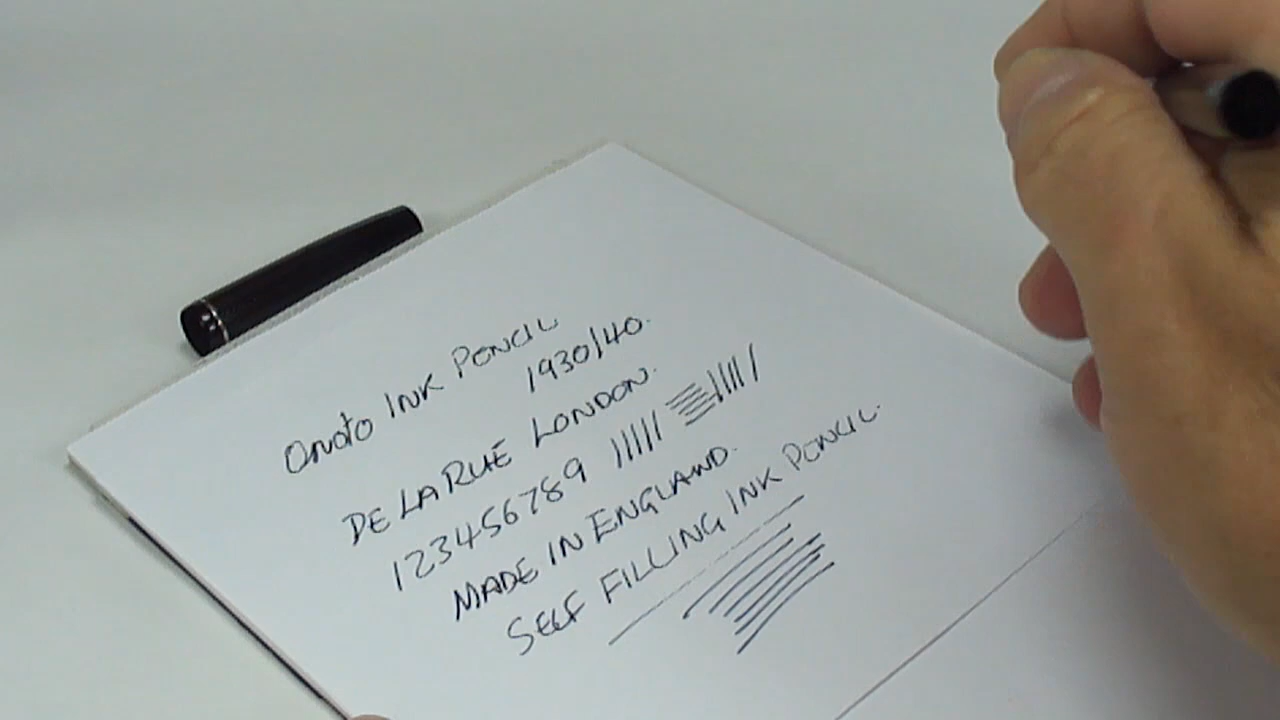 Onoto INK PENCIL
1930/40.
DE LA RUE LONDON.
123456789
MADE IN ENGLAND.
SELF FILLING INK PENCIL.